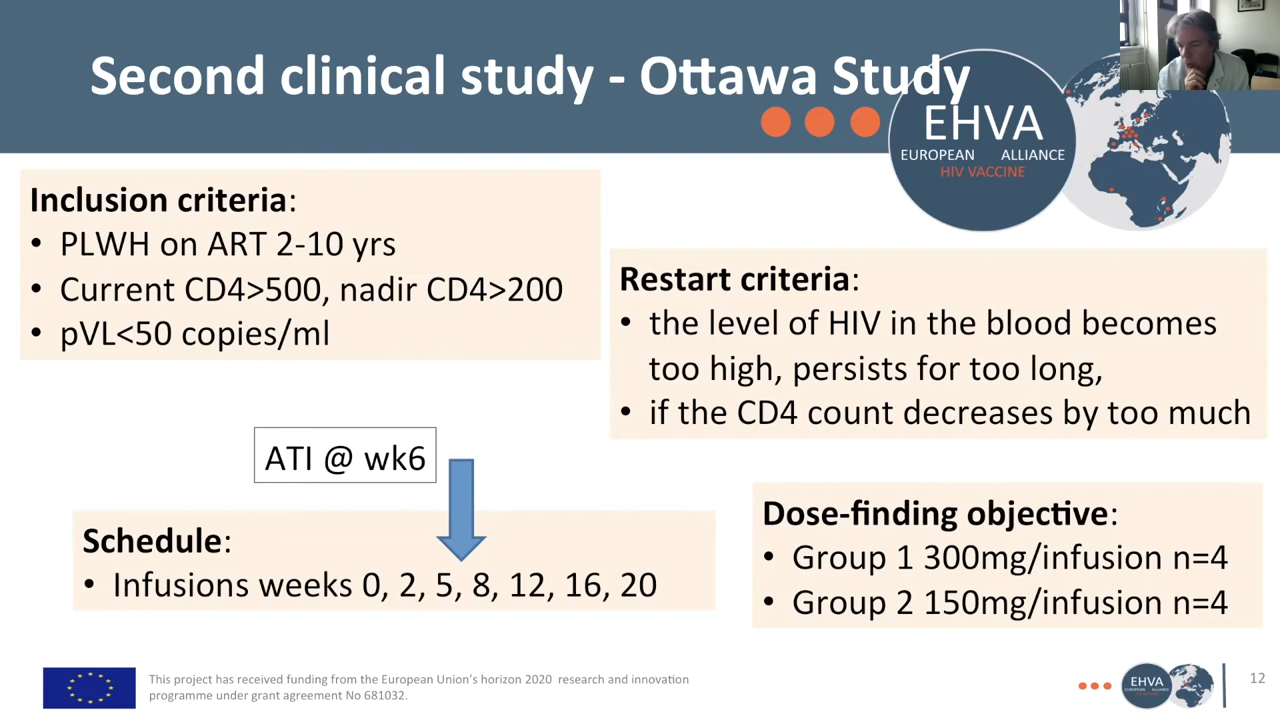 Second clinical study - Ottawa Study
EHVA
EUROPEAN ALLIANCE
HIV VACCINE
Inclusion criteria:
• PLWH on ART 2-10 yrs
• Current CD4>500, nadir CD4>200
• pVL<50 copies/ml
Restart criteria:
• the level of HIV in the blood becomes
too high, persists for too long,
• if the CD4 count decreases by too much
ATI @ wk6
Schedule:
• Infusions weeks 0, 2, 5, 8, 12, 16, 20
Dose-finding objective:
• Group 1 300mg/infusion n=4
• Group 2 150mg/infusion n=4
This project has received funding from the European Union's horizon 2020 research and innovation
programme under grant agreement No 681032.
EHVA
EUROPEAN ALLIANCE
12